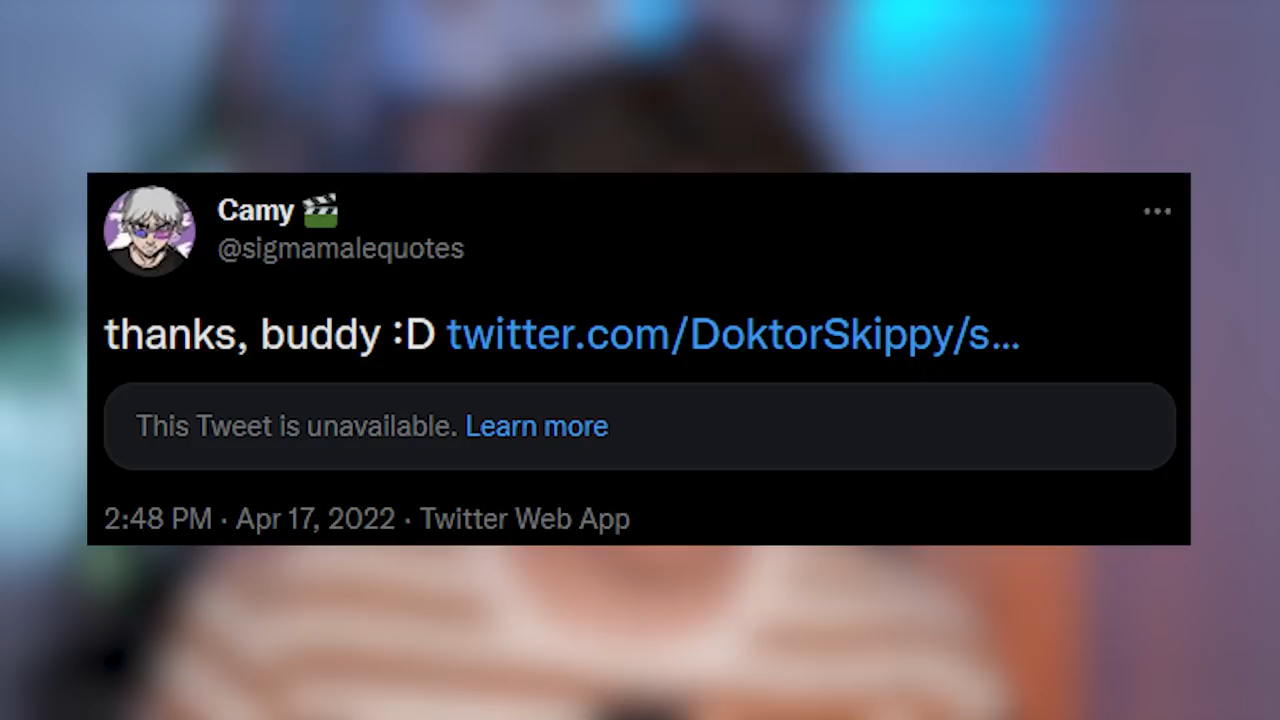 Camy 🎬
@sigmamalequotes
thanks, buddy :D twitter.com/DoktorSkippy/s...
This Tweet is unavailable. Learn more
2:48 PM · Apr 17, 2022 · Twitter Web App